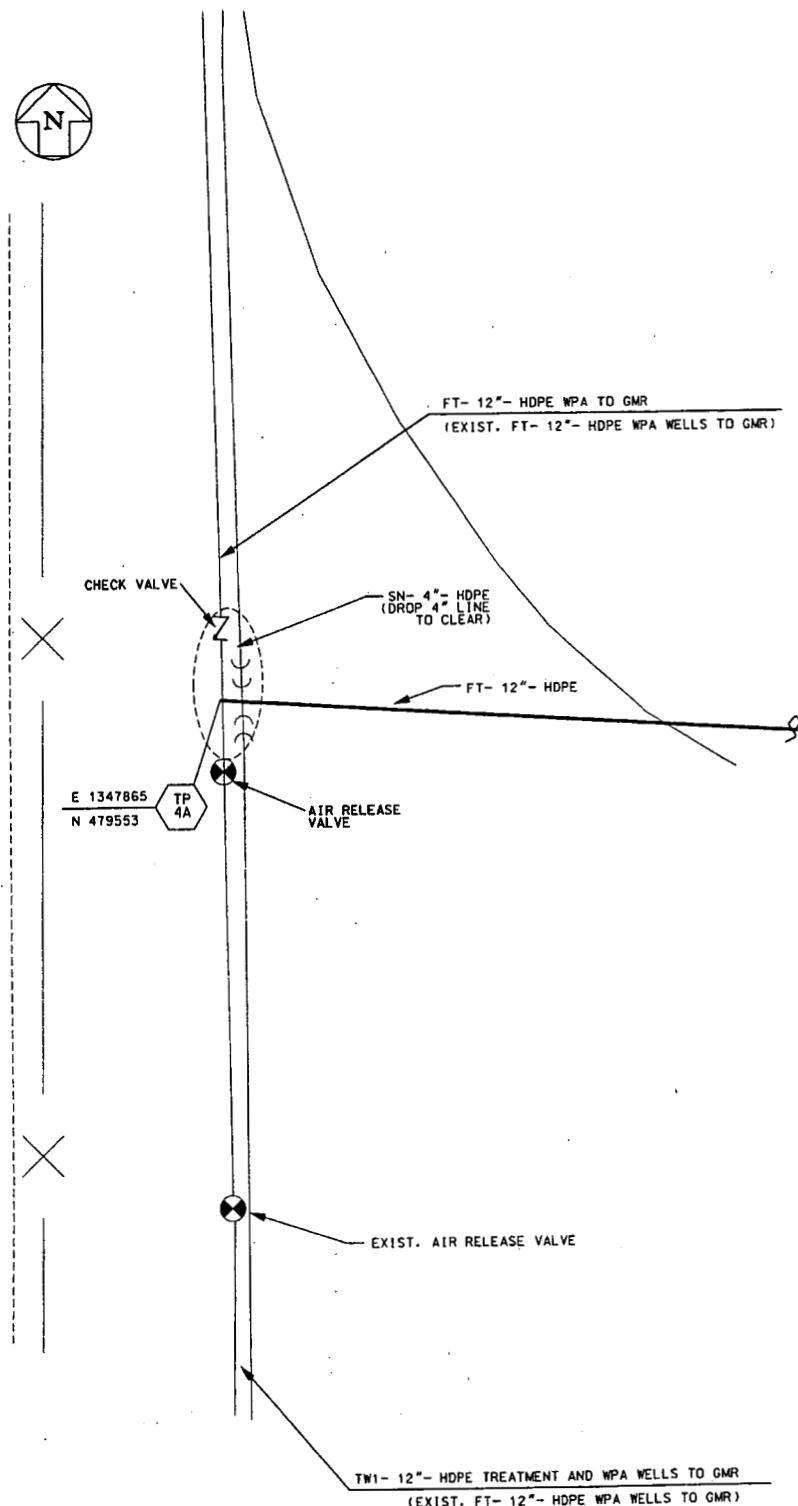 N
FT- 12"- HDPE WPA TO GMR
(EXIST. FT- 12"- HDPE WPA WELLS TO GMR)
CHECK VALVE
SN- 4"- HDPE
(DROP 4" LINE
TO CLEAR)
FT- 12"- HDPE
E 1347865
N 479553
TP
4A
AIR RELEASE
VALVE
EXIST. AIR RELEASE VALVE
TW1- 12"- HDPE TREATMENT AND WPA WELLS TO GMR
(EXIST. FT- 12"- HDPE WPA WELLS TO GMR)